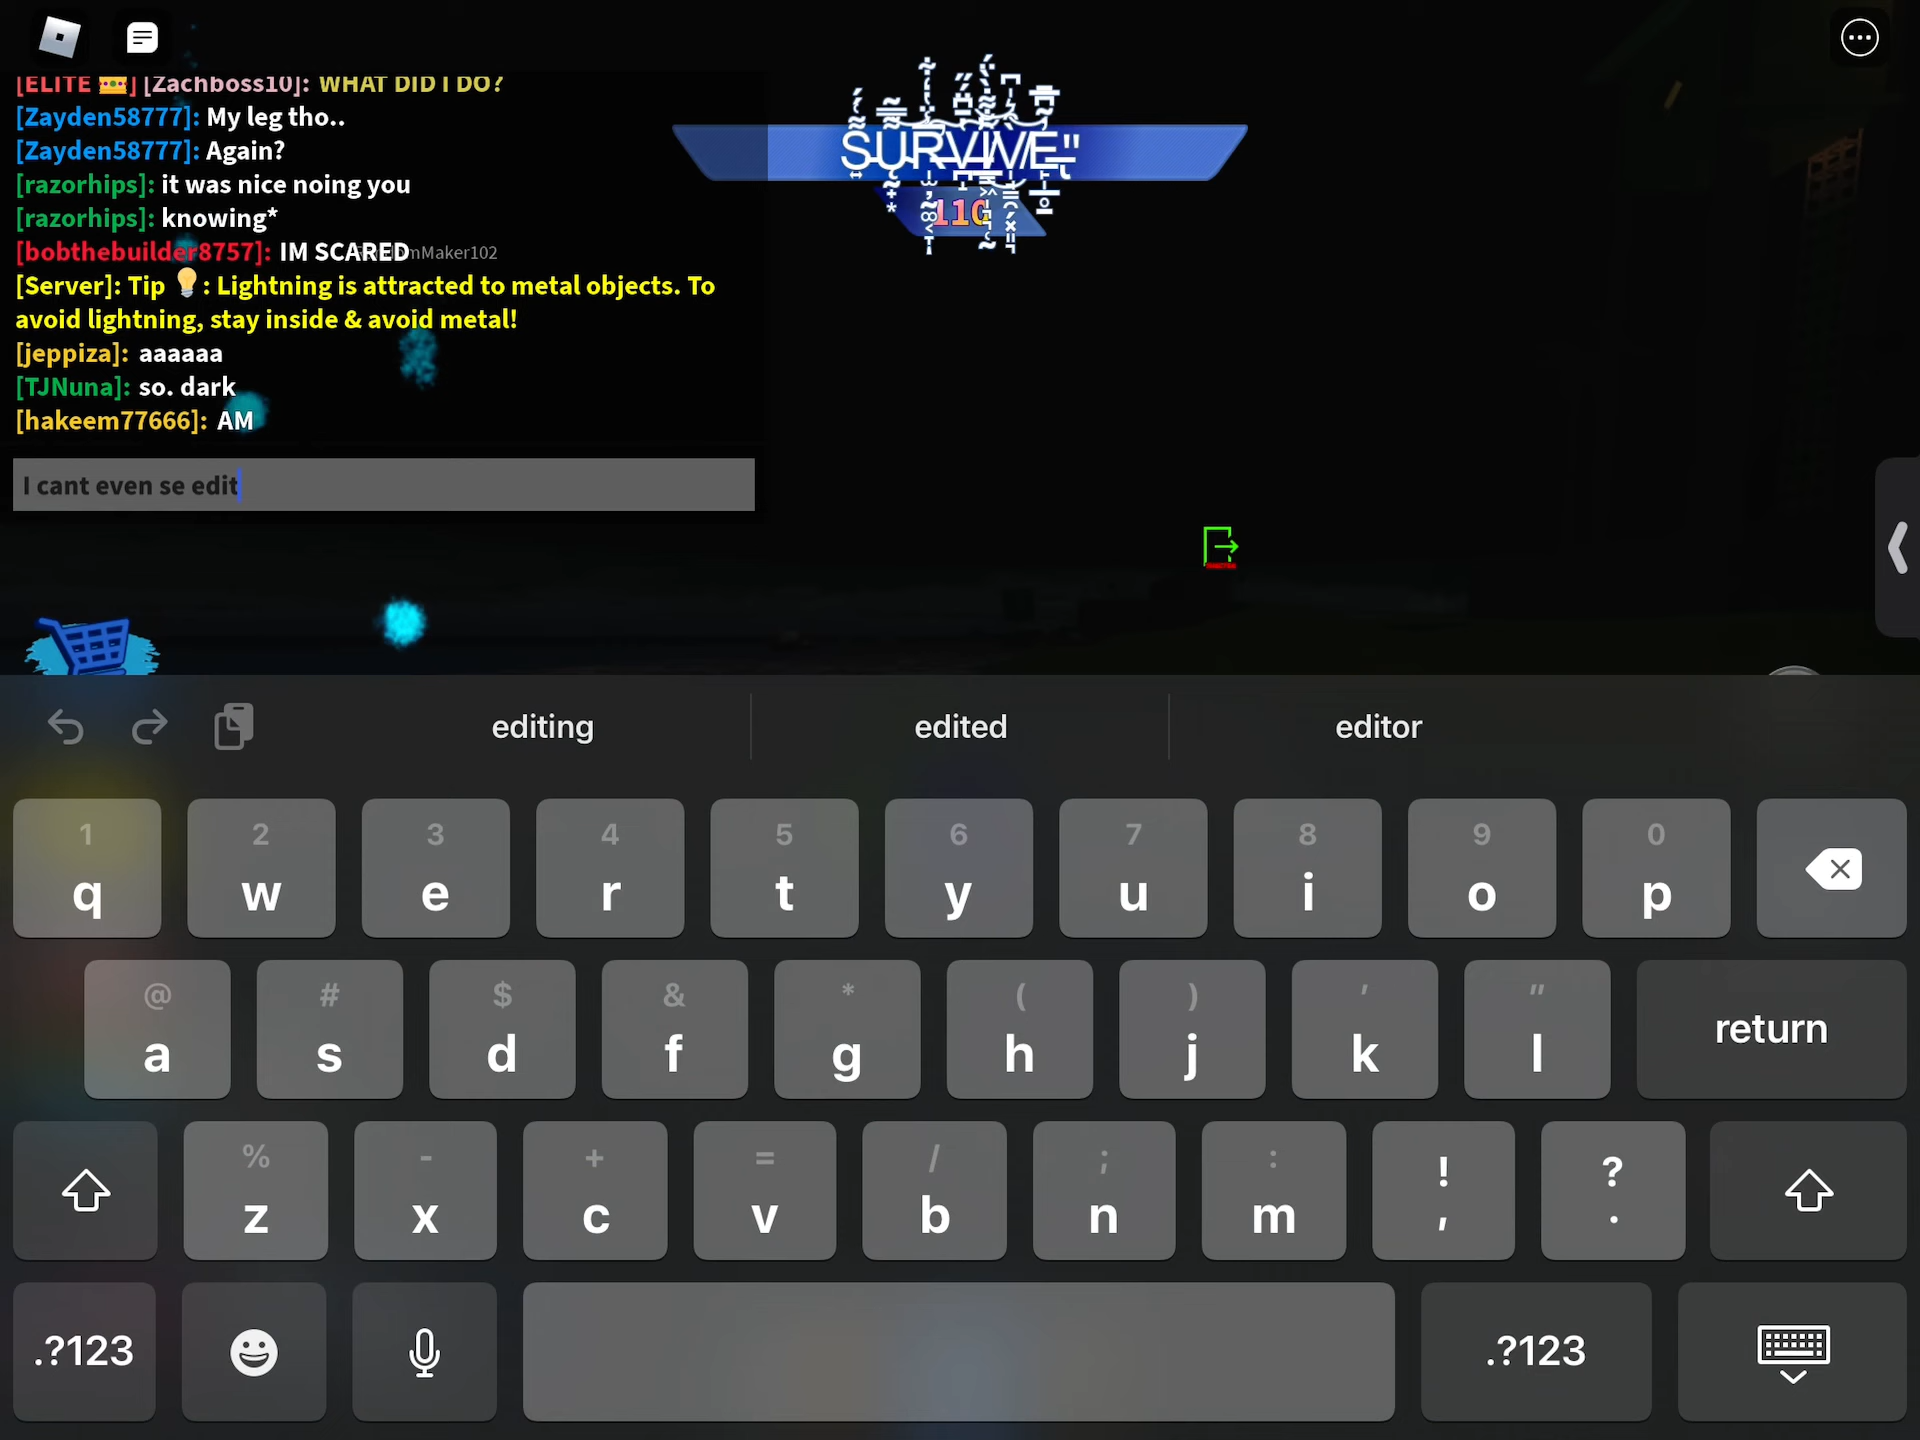 [ELITE 👑] [Zachboss10]: WHAT DID I DO?
[Zayden58777]: My leg tho..
[Zayden58777]: Again?
[razorhips]: it was nice noing you
[razorhips]: knowing*
[bobthebuilder8757]: IM SCARED
mMaker102
[Server]: Tip 💡: Lightning is attracted to metal objects. To
avoid lightning, stay inside & avoid metal!
[jeppiza]: aaaaaa
[TJNuna]: so. dark
[hakeem77666]: AM
I cant even se edit
SURVIVE"
110
editing edited editor
1 2 3 4 5 6 7 8 9 0
q w e r t y u i o p
@ # $ & * ( ) ' "
a s d f g h j k l return
% - + = / ; : ! ?
z x c v b n m , .
.?123 .?123